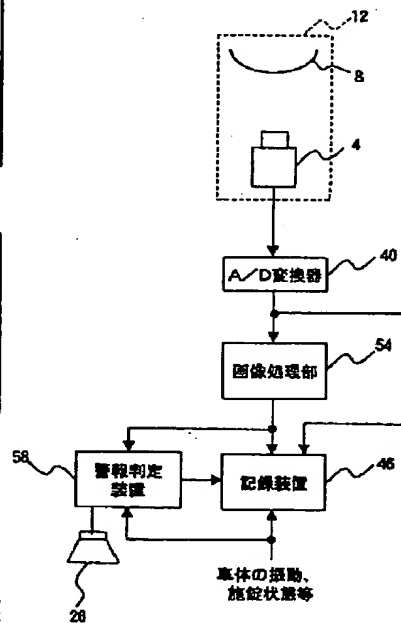 12
8
4
A/D変換器
40
画像処理部
54
58
警報判定
装置
記録装置
46
26
車体の振動、
施錠状態等